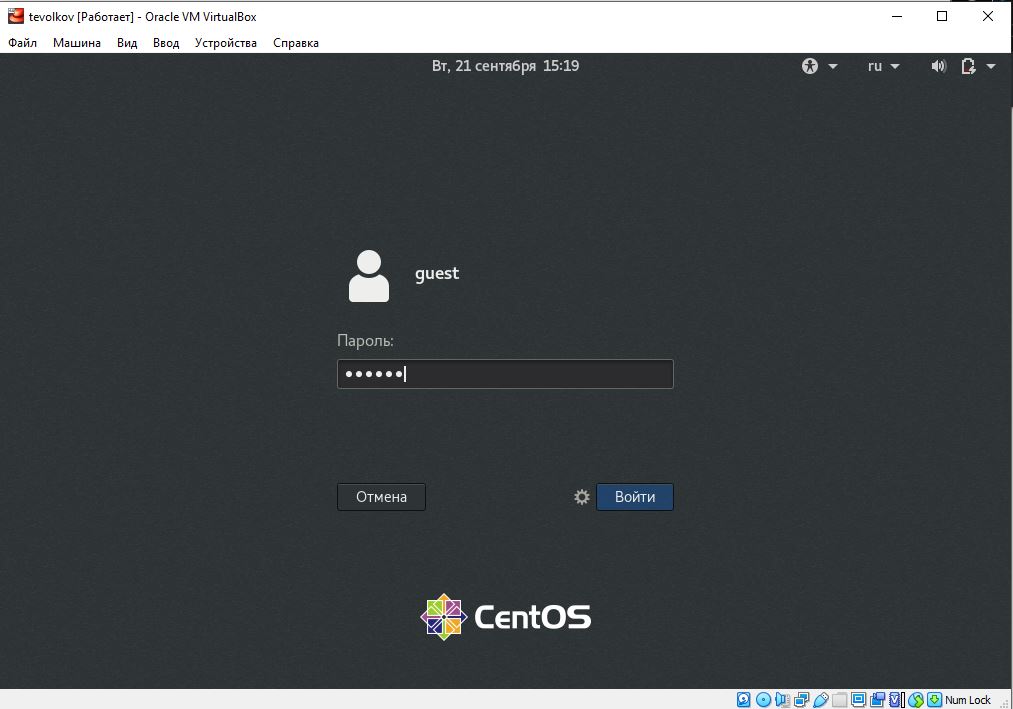 tevolkov [Работает] - Oracle VM VirtualBox
Файл Машина Вид Ввод Устройства Справка
Вт, 21 сентября 15:19 ru
guest
Пароль:
••••••
Отмена Войти
CentOS
Num Lock